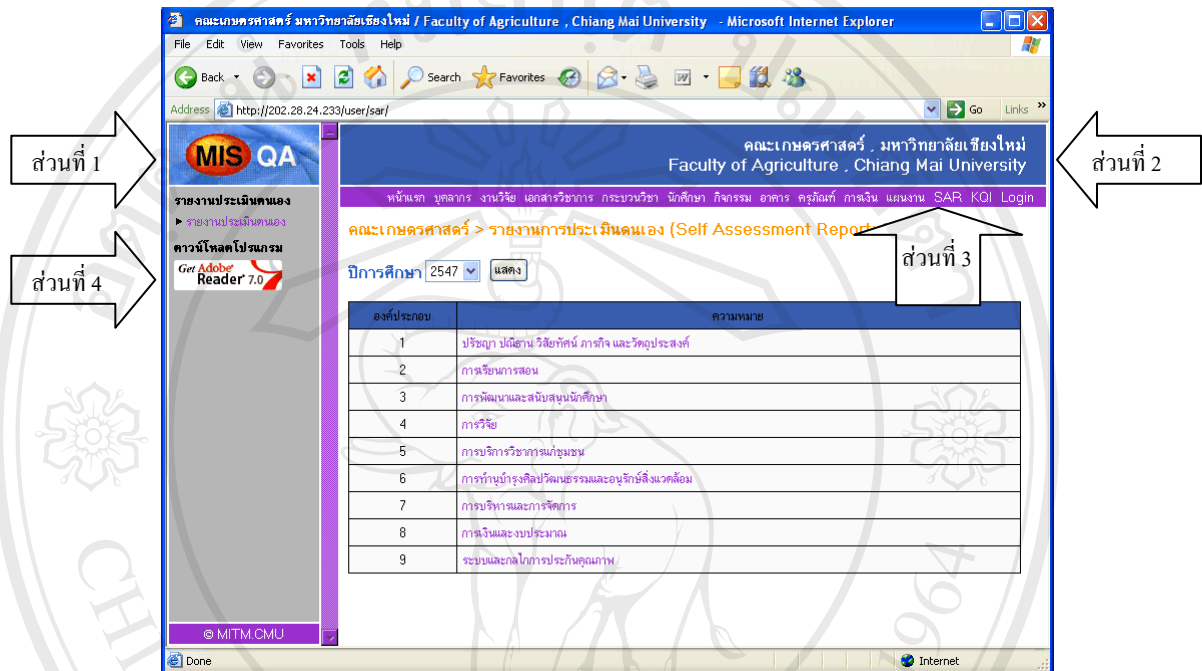 คณะเกษตรศาสตร์ มหาวิทยาลัยเชียงใหม่ / Faculty of Agriculture , Chiang Mai University - Microsoft Internet Explorer
File Edit View Favorites Tools Help
Back Search Favorites
Address http://202.28.24.233/user/sar/ Go Links »
ส่วนที่ 1
ส่วนที่ 2
MIS QA
คณะเกษตรศาสตร์ , มหาวิทยาลัยเชียงใหม่
Faculty of Agriculture , Chiang Mai University
หน้าแรก บุคลากร งานวิจัย เอกสารวิชาการ กระบวนวิชา นักศึกษา กิจกรรม อาคาร ครุภัณฑ์ การเงิน แผนงาน SAR KQI Login
รายงานประเมินตนเอง
รายงานประเมินตนเอง
ดาวน์โหลดโปรแกรม
Get Adobe Reader 7.0
ส่วนที่ 4
คณะเกษตรศาสตร์ > รายงานการประเมินตนเอง (Self Assessment Report
ส่วนที่ 3
ปีการศึกษา 2547 แสดง
องค์ประกอบ ความหมาย
1 ปรัชญา ปณิธาน วิสัยทัศน์ ภารกิจ และวัตถุประสงค์
2 การเรียนการสอน
3 การพัฒนาและสนับสนุนนักศึกษา
4 การวิจัย
5 การบริการวิชาการแก่ชุมชน
6 การทำนุบำรุงศิลปวัฒนธรรมและอนุรักษ์สิ่งแวดล้อม
7 การบริหารและการจัดการ
8 การเงินและงบประมาณ
9 ระบบและกลไกการประกันคุณภาพ
© MITM.CMU
Done Internet